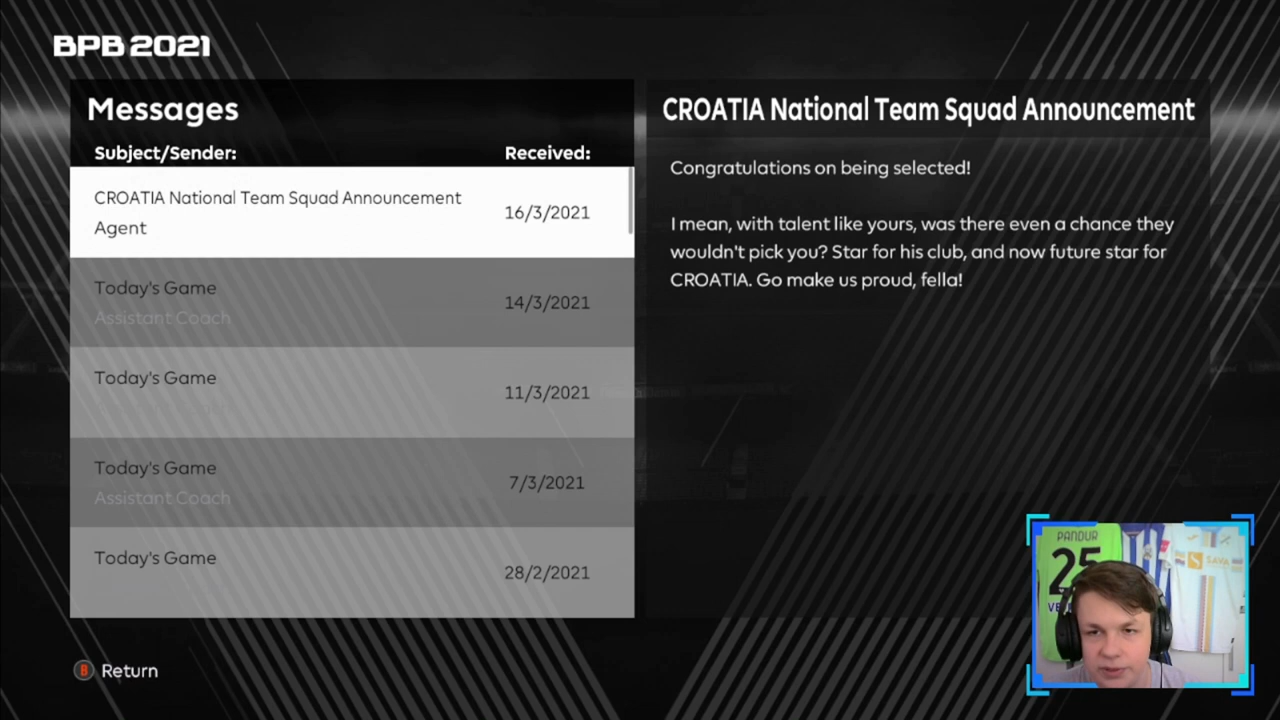 BPB 2021
Messages
Subject/Sender:
Received:
CROATIA National Team Squad Announcement
Agent
16/3/2021
Today's Game
Assistant Coach
14/3/2021
Today's Game
11/3/2021
Today's Game
Assistant Coach
7/3/2021
Today's Game
28/2/2021
CROATIA National Team Squad Announcement
Congratulations on being selected!
I mean, with talent like yours, was there even a chance they
wouldn't pick you? Star for his club, and now future star for
CROATIA. Go make us proud, fella!
B Return
PANDUR
25
SAVA